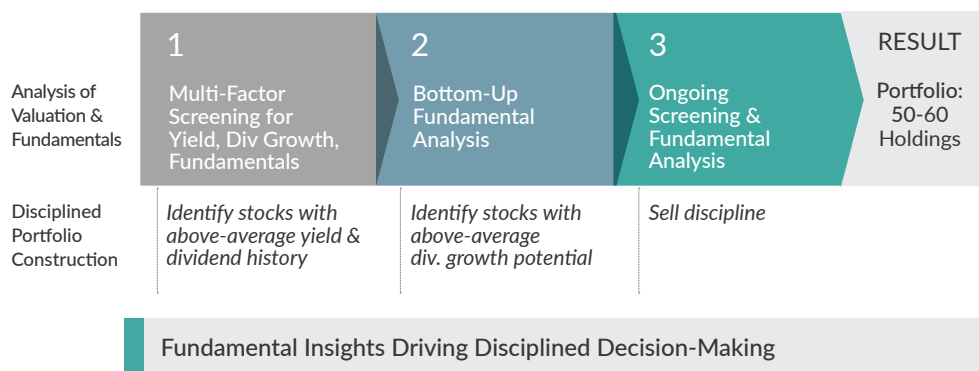 1
2
3
RESULT
Analysis of
Valuation &
Fundamentals
Multi-Factor
Screening for
Yield, Div Growth,
Fundamentals
Bottom-Up
Fundamental
Analysis
Ongoing
Screening &
Fundamental
Analysis
Portfolio:
50-60
Holdings
Disciplined
Portfolio
Construction
Identify stocks with
above-average yield &
dividend history
Identify stocks with
above-average
div. growth potential
Sell discipline
Fundamental Insights Driving Disciplined Decision-Making